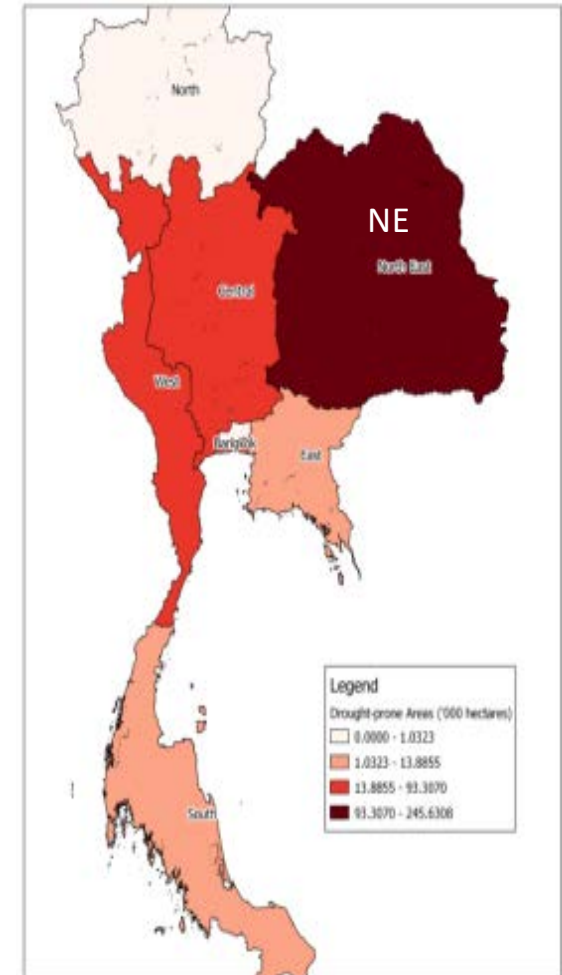 North
NE
North East
Central
West
Bangkok
East
South
Legend
Drought-prone Areas ('000 hectares)
0.0000 - 1.0323
1.0323 - 13.8855
13.8855 - 93.3070
93.3070 - 245.6308